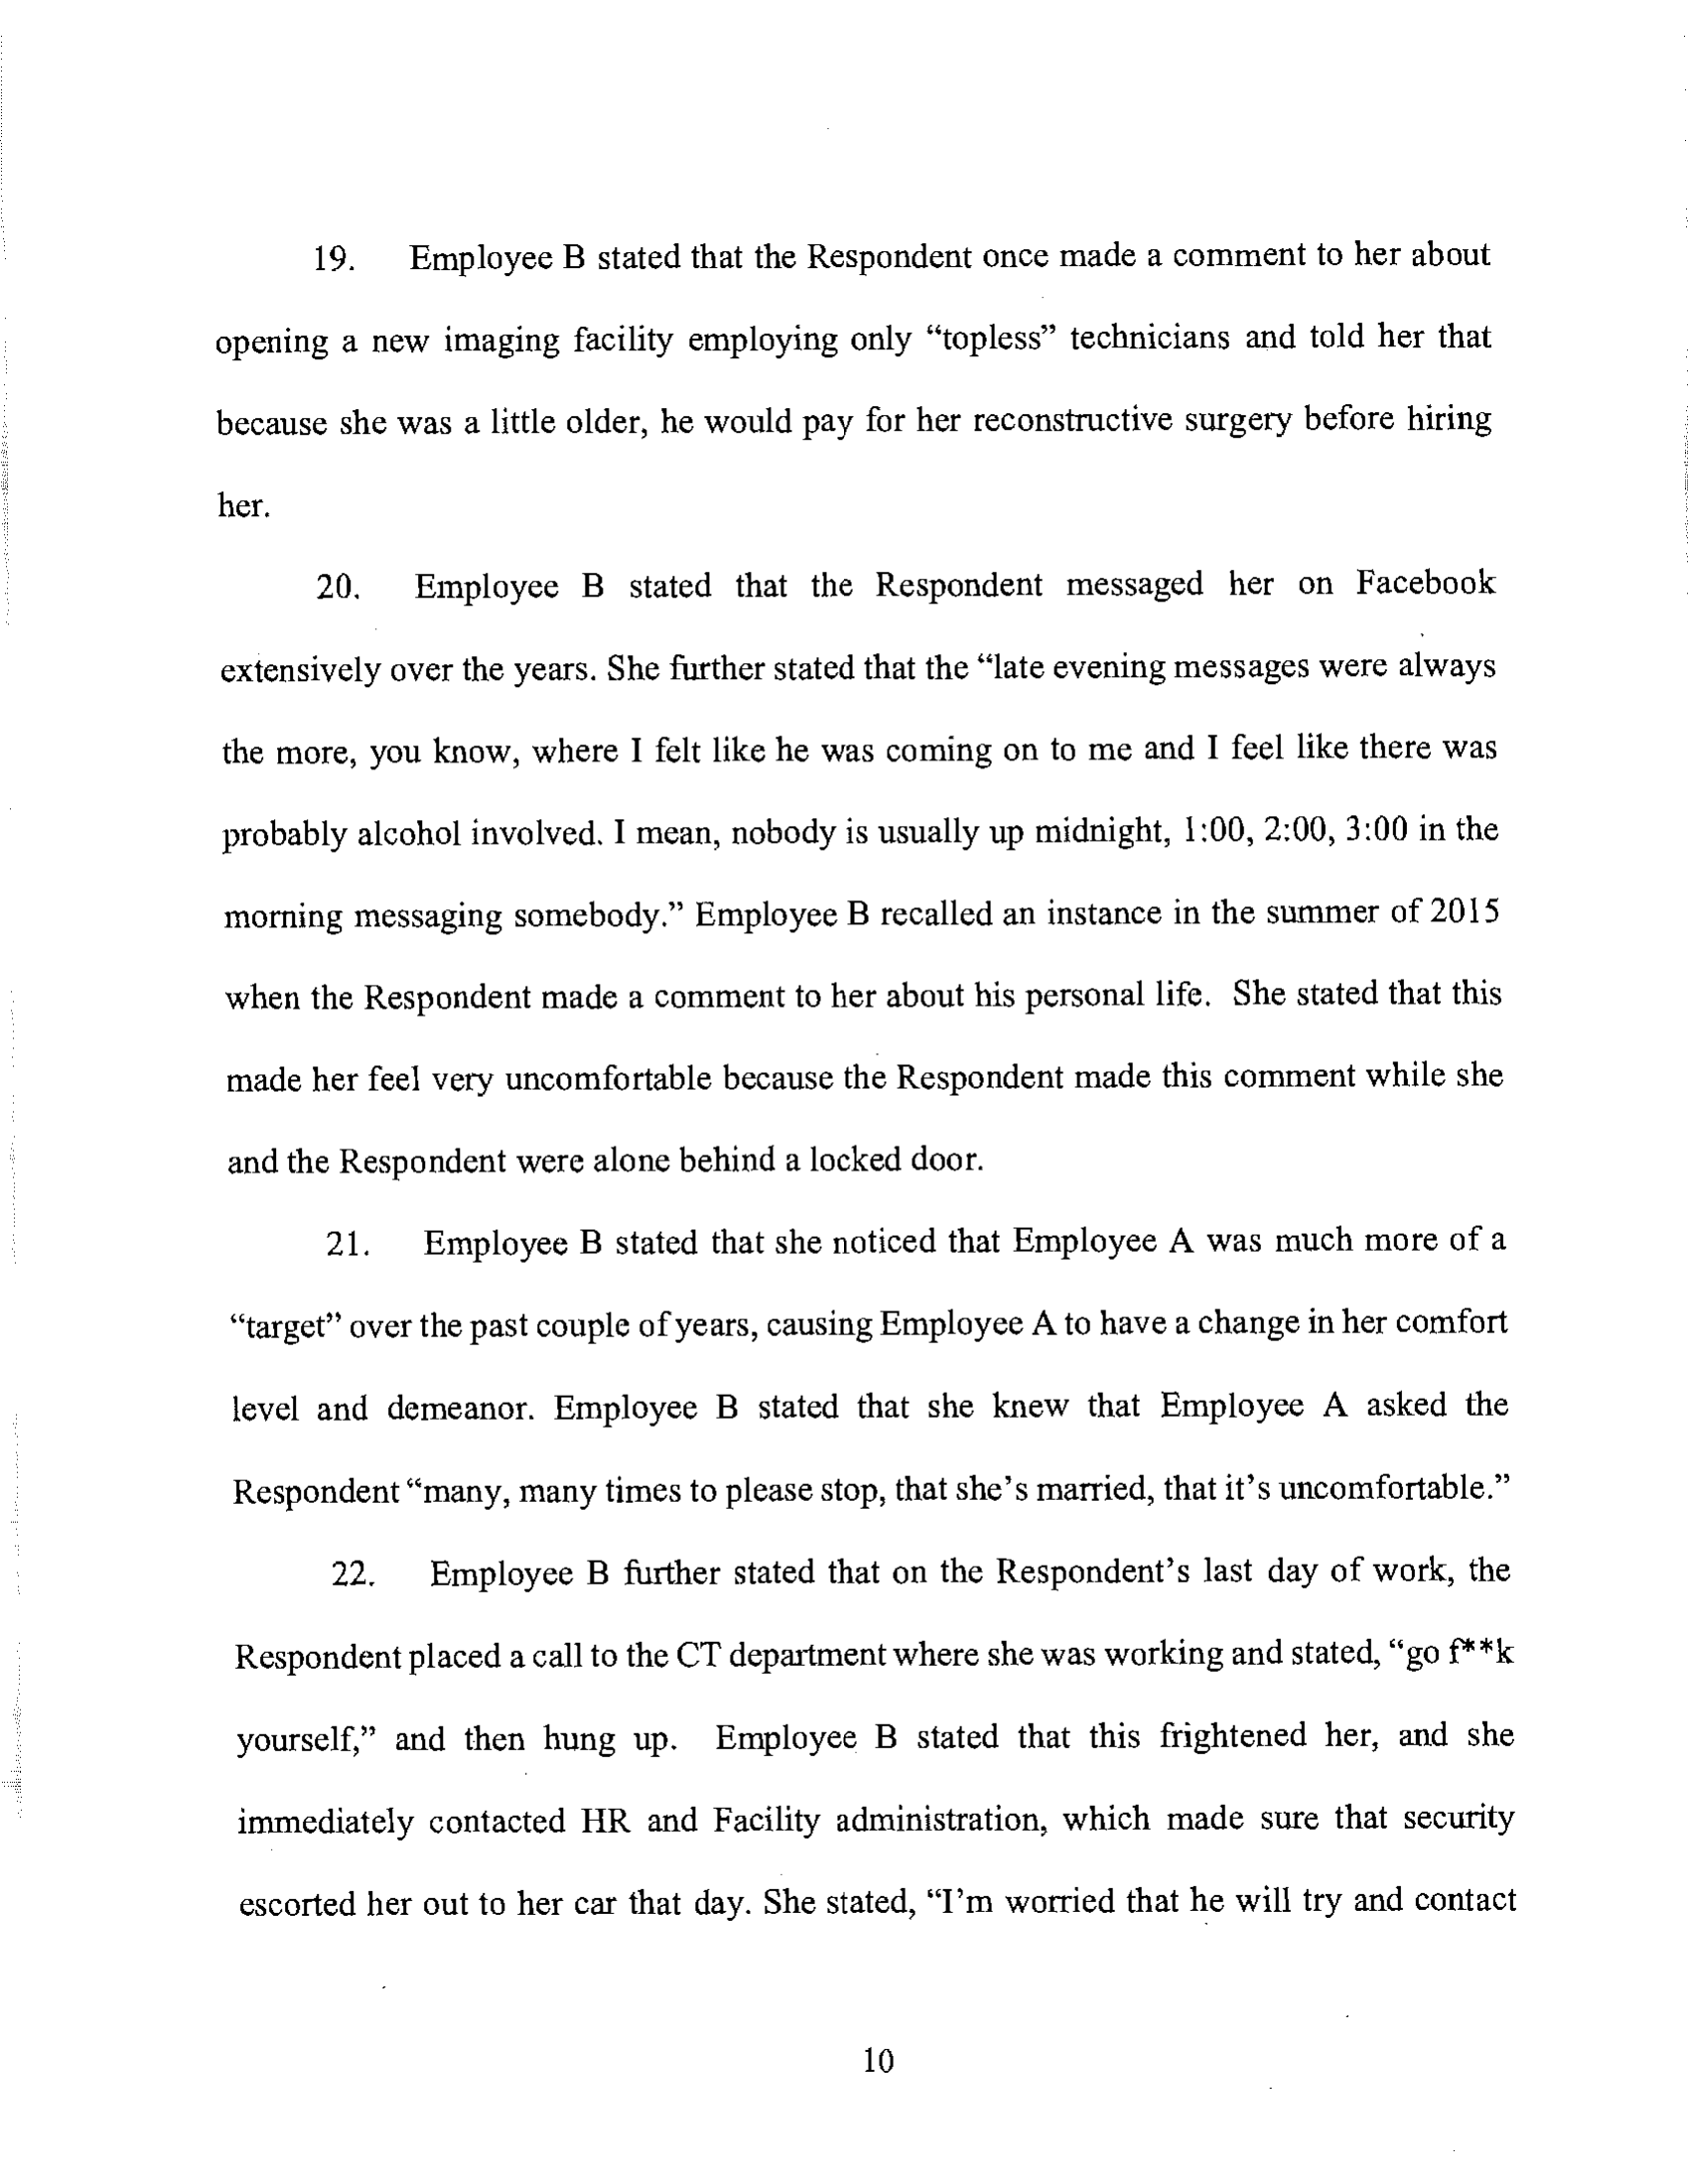 19. Employee B stated that the Respondent once made a comment to her about
opening a new imaging facility employing only “topless” technicians and told her that
because she was a little older, he would pay for her reconstructive surgery before hiring
her.
20. Employee B stated that the Respondent messaged her on Facebook
extensively over the years. She further stated that the “late evening messages were always
the more, you know, where I felt like he was coming on to me and I feel like there was
probably alcohol involved. I mean, nobody is usually up midnight, 1:00, 2:00, 3:00 in the
morning messaging somebody.” Employee B recalled an instance in the summer of 2015
when the Respondent made a comment to her about his personal life. She stated that this
made her feel very uncomfortable because the Respondent made this comment while she
and the Respondent were alone behind a locked door.
21. Employee B stated that she noticed that Employee A was much more of a
“target” over the past couple of years, causing Employee A to have a change in her comfort
level and demeanor. Employee B stated that she knew that Employee A asked the
Respondent “many, many times to please stop, that she’s married, that it’s uncomfortable.”
22. Employee B further stated that on the Respondent’s last day of work, the
Respondent placed a call to the CT department where she was working and stated, “go f**k
yourself,” and then hung up. Employee B stated that this frightened her, and she
immediately contacted HR and Facility administration, which made sure that security
escorted her out to her car that day. She stated, “I’m worried that he will try and contact
10